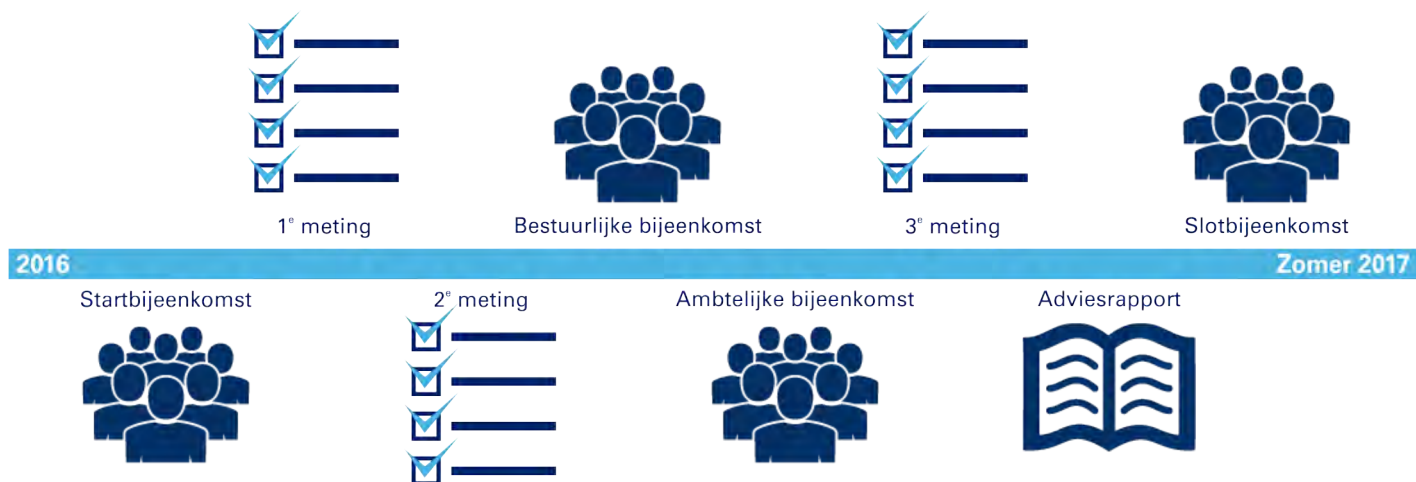 1ᵉ meting
Bestuurlijke bijeenkomst
3ᵉ meting
Slotbijeenkomst
2016
Zomer 2017
Startbijeenkomst
2ᵉ meting
Ambtelijke bijeenkomst
Adviesrapport